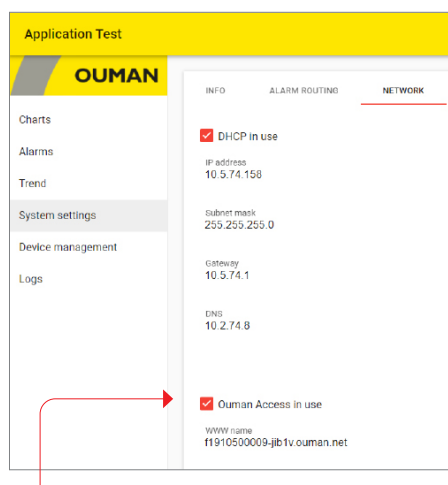 Application Test
OUMAN
Charts
Alarms
Trend
System settings
Device management
Logs
INFO ALARM ROUTING NETWORK
DHCP in use
IP address
10.5.74.158
Subnet mask
255.255.255.0
Gateway
10.5.74.1
DNS
10.2.74.8
Ouman Access in use
WWW name
f1910500009-jib1v.ouman.net